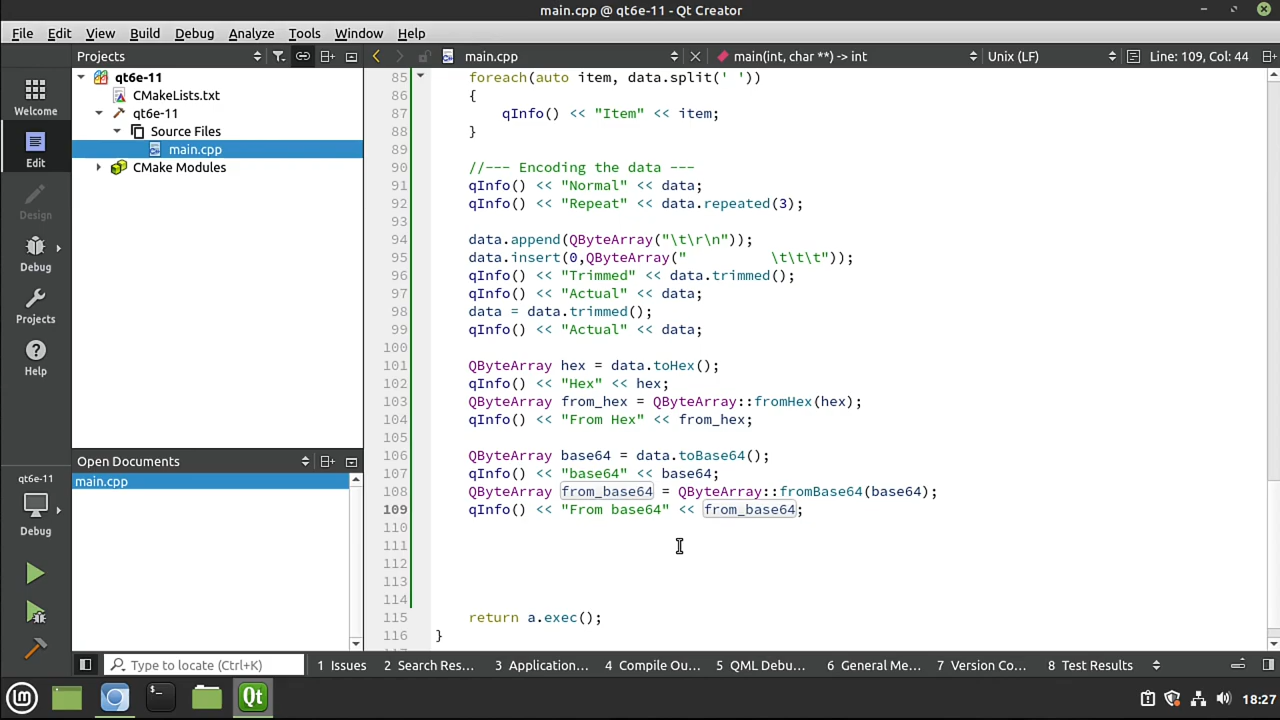 main.cpp @ qt6e-11 - Qt Creator
File Edit View Build Debug Analyze Tools Window Help
Projects
main.cpp
main(int, char **) -> int
Unix (LF)
Line: 109, Col: 44
Welcome
Edit
Design
Debug
Projects
Help
qt6e-11
Debug
qt6e-11
CMakeLists.txt
qt6e-11
Source Files
main.cpp
CMake Modules
Open Documents
main.cpp
85 foreach(auto item, data.split(' '))
86 {
87 qInfo() << "Item" << item;
88 }
89
90 //--- Encoding the data ---
91 qInfo() << "Normal" << data;
92 qInfo() << "Repeat" << data.repeated(3);
93
94 data.append(QByteArray("\t\r\n"));
95 data.insert(0,QByteArray("          \t\t\t"));
96 qInfo() << "Trimmed" << data.trimmed();
97 qInfo() << "Actual" << data;
98 data = data.trimmed();
99 qInfo() << "Actual" << data;
100
101 QByteArray hex = data.toHex();
102 qInfo() << "Hex" << hex;
103 QByteArray from_hex = QByteArray::fromHex(hex);
104 qInfo() << "From Hex" << from_hex;
105
106 QByteArray base64 = data.toBase64();
107 qInfo() << "base64" << base64;
108 QByteArray from_base64 = QByteArray::fromBase64(base64);
109 qInfo() << "From base64" << from_base64;
110
111
112
113
114
115 return a.exec();
116 }
Type to locate (Ctrl+K)
1 Issues
2 Search Res...
3 Application...
4 Compile Ou...
5 QML Debu...
6 General Me...
7 Version Co...
8 Test Results
18:27